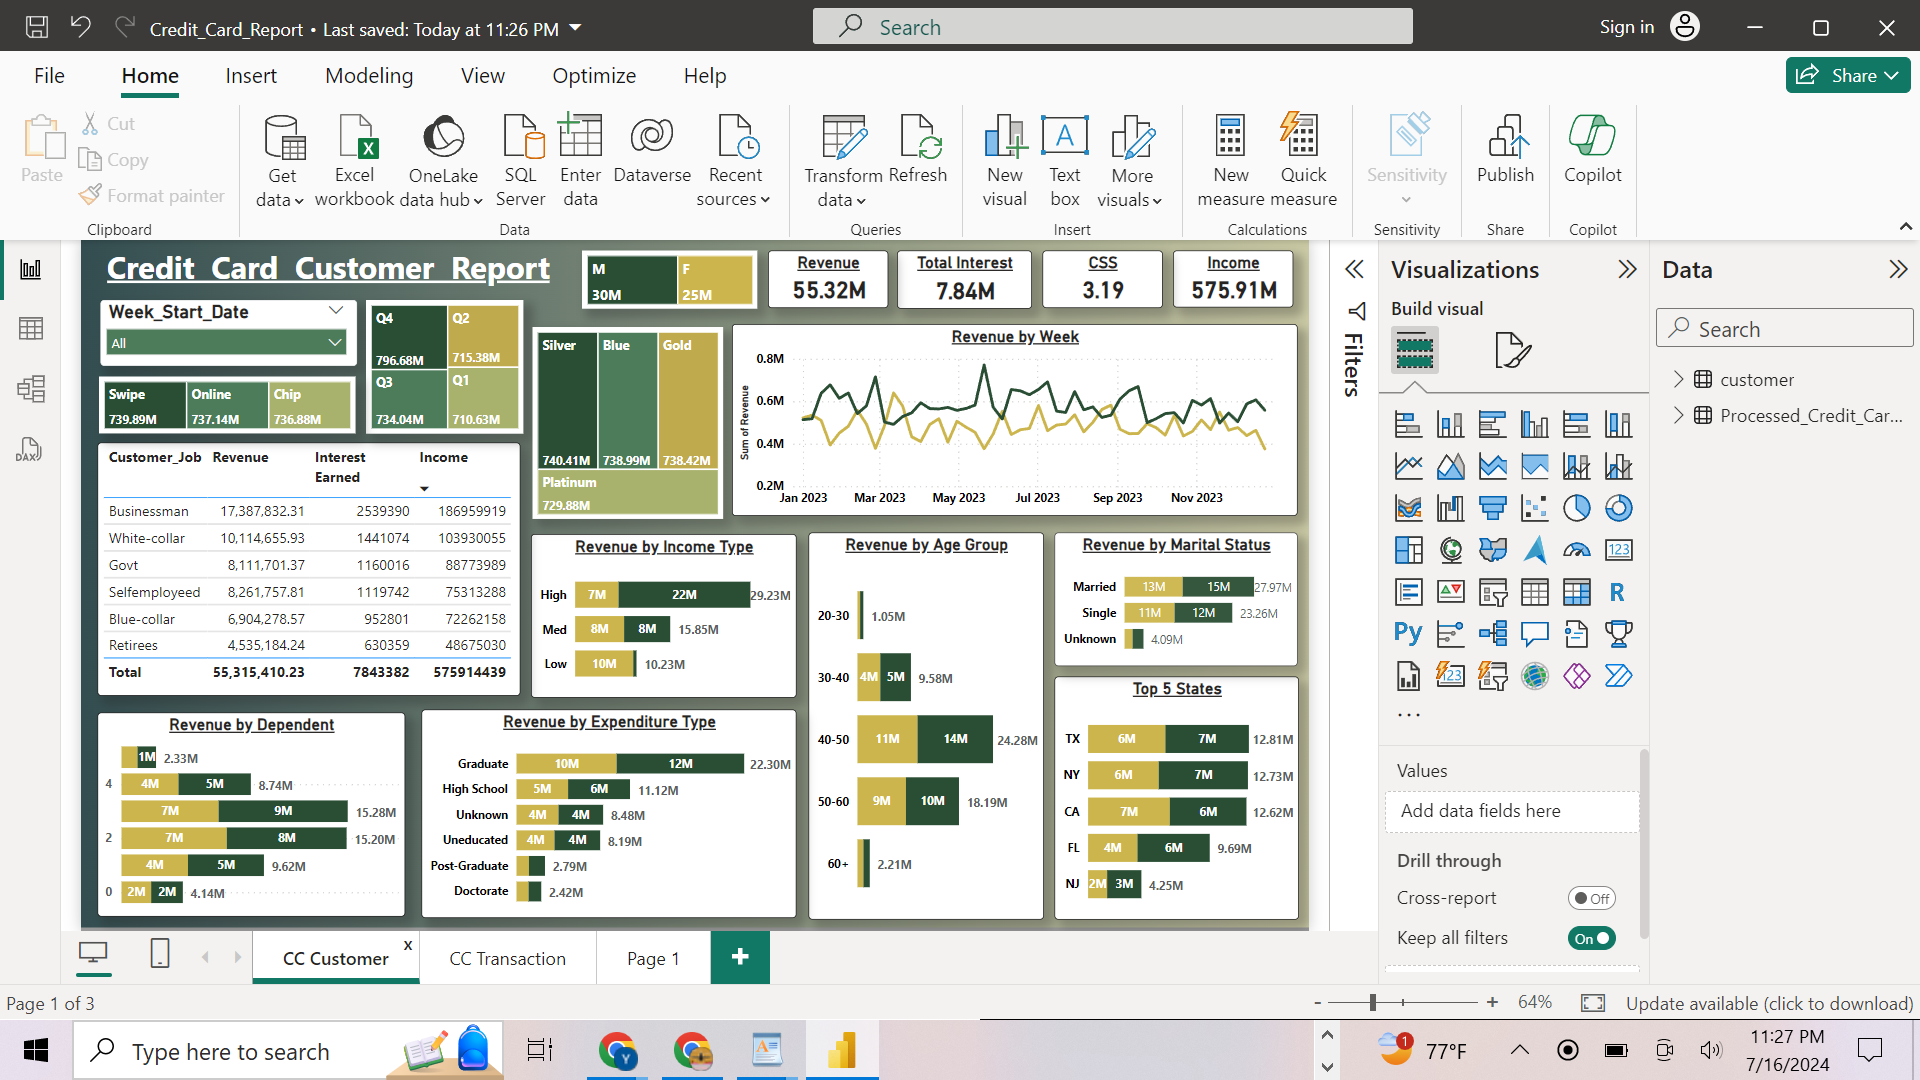 Credit_Card_Report • Last saved: Today at 11:26 PM
Search
Sign in
File Home Insert Modeling View Optimize Help
Share
Paste
Cut
Copy
Format painter
Clipboard
Get data
Excel workbook
OneLake data hub
SQL Server
Enter data
Dataverse
Recent sources
Data
Transform data
Refresh
Queries
New visual
Text box
More visuals
Insert
New measure
Quick measure
Calculations
Sensitivity
Sensitivity
Publish
Share
Copilot
Copilot
Credit_Card_Customer_Report
M
30M
F
25M
Revenue
55.32M
Total Interest
7.84M
CSS
3.19
Income
575.91M
Week_Start_Date
All
Q4
796.68M
Q2
715.38M
Q3
734.04M
Q1
710.63M
Swipe
739.89M
Online
737.14M
Chip
736.88M
Silver
740.41M
Blue
738.99M
Gold
738.42M
Platinum
729.88M
Revenue by Week
Sum of Revenue
0.8M
0.6M
0.4M
0.2M
Jan 2023 Mar 2023 May 2023 Jul 2023 Sep 2023 Nov 2023
Customer_Job Revenue Interest Earned Income
Businessman 17,387,832.31 2539390 186959919
White-collar 10,114,655.93 1441074 103930055
Govt 8,111,701.37 1160016 88773989
Selfemployeed 8,261,757.81 1119742 75313288
Blue-collar 6,904,278.57 952801 72262158
Retirees 4,535,184.24 630359 48675030
Total 55,315,410.23 7843382 575914439
Revenue by Income Type
High 7M 22M 29.23M
Med 8M 8M 15.85M
Low 10M 10.23M
Revenue by Age Group
20-30 1.05M
30-40 4M 5M 9.58M
40-50 11M 14M 24.28M
50-60 9M 10M 18.19M
60+ 2.21M
Revenue by Marital Status
Married 13M 15M 27.97M
Single 11M 12M 23.26M
Unknown 4.09M
Top 5 States
TX 6M 7M 12.81M
NY 6M 7M 12.73M
CA 7M 6M 12.62M
FL 4M 6M 9.69M
NJ 2M 3M 4.25M
Revenue by Dependent
1M 2.33M
4 4M 5M 8.74M
7M 9M 15.28M
2 7M 8M 15.20M
4M 5M 9.62M
0 2M 2M 4.14M
Revenue by Expenditure Type
Graduate 10M 12M 22.30M
High School 5M 6M 11.12M
Unknown 4M 4M 8.48M
Uneducated 4M 4M 8.19M
Post-Graduate 2.79M
Doctorate 2.42M
Filters
Visualizations
Build visual
123
R
Py
123
...
Values
Add data fields here
Drill through
Cross-report
Off
Keep all filters
On
Data
Search
customer
Processed_Credit_Car...
DAX
CC Customer x
CC Transaction
Page 1
+
Page 1 of 3
- + 64%
Update available (click to download)
Type here to search
Y
1
77°F
11:27 PM
7/16/2024